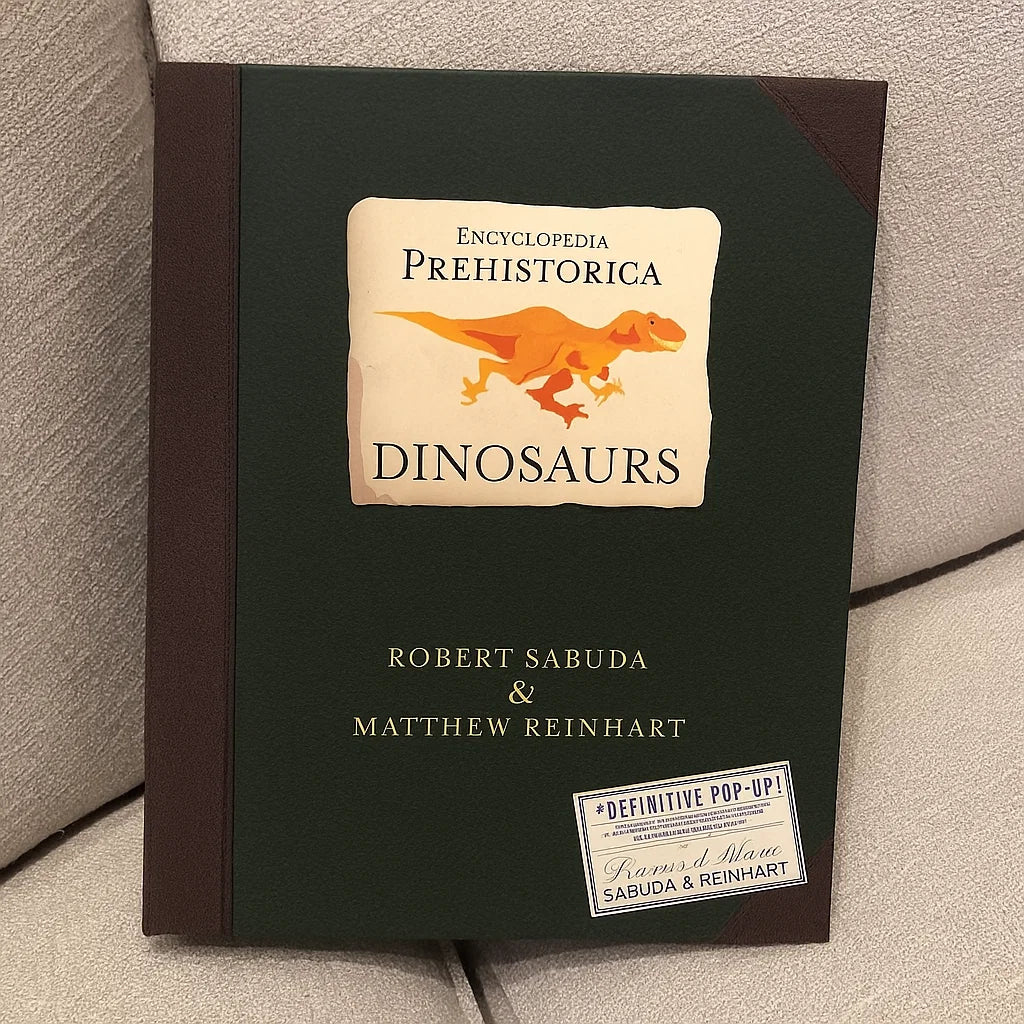 ENCYCLOPEDIA
PREHISTORICA
DINOSAURS
ROBERT SABUDA
&
MATTHEW REINHART
*DEFINITIVE POP-UP!
SABUDA & REINHART